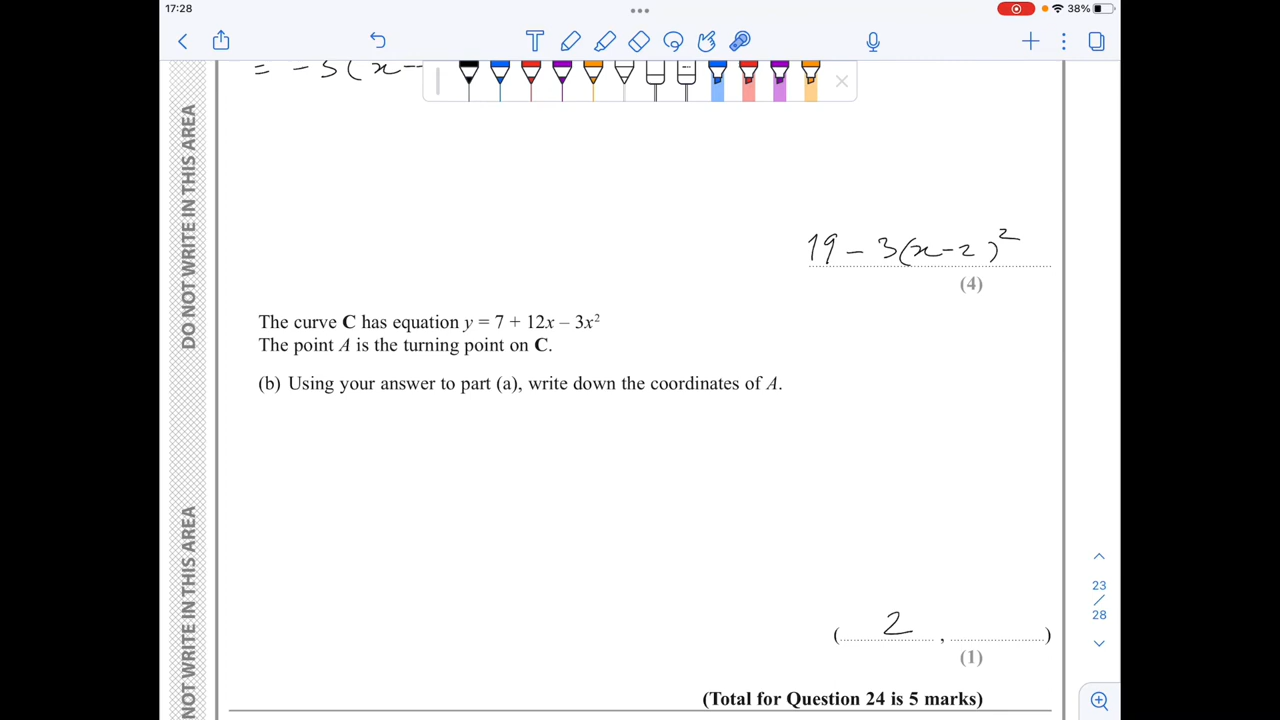 17:28
38%
= -3(x-
DO NOT WRITE IN THIS AREA
19 - 3(x-2)²
(4)
The curve C has equation y = 7 + 12x – 3x²
The point A is the turning point on C.
(b) Using your answer to part (a), write down the coordinates of A.
23
/
28
NOT WRITE IN THIS AREA
( 2 , )
(1)
(Total for Question 24 is 5 marks)